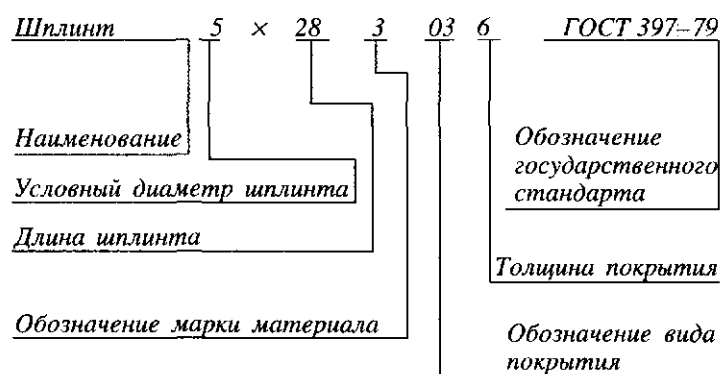 Шплинт 5 × 28 3 03 6 ГОСТ 397–79
Наименование
Условный диаметр шплинта
Длина шплинта
Обозначение марки материала
Обозначение
государственного
стандарта
Толщина покрытия
Обозначение вида
покрытия